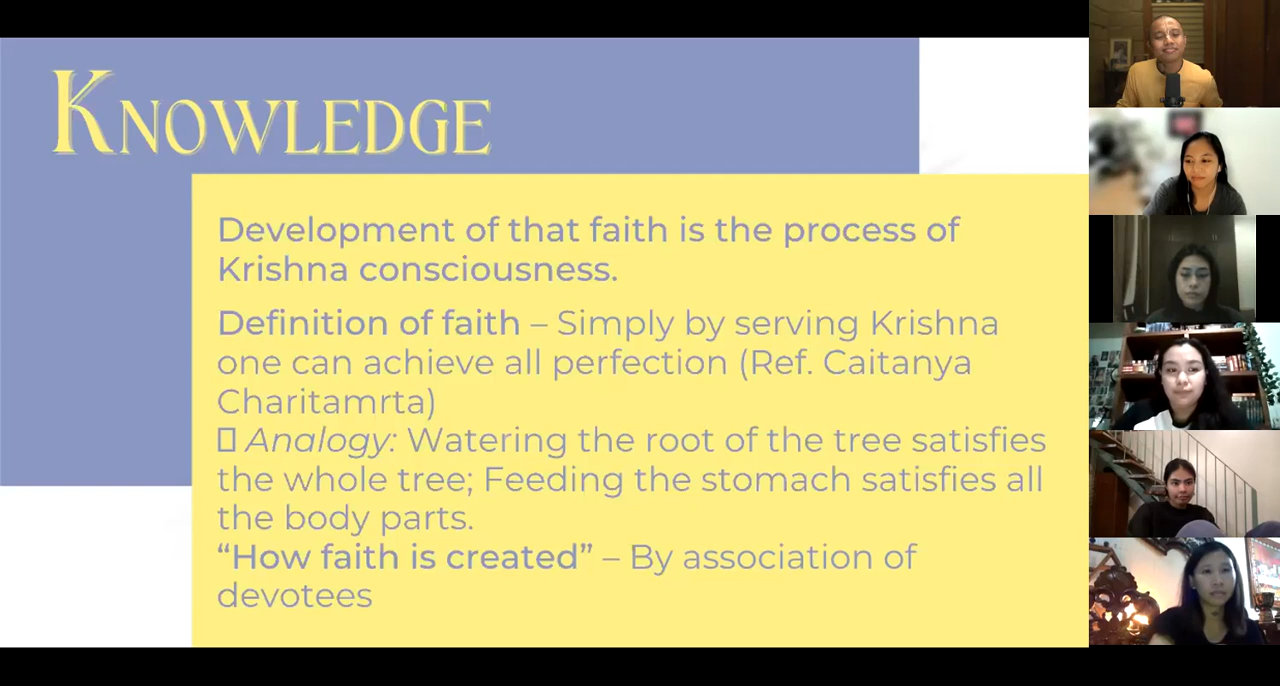 KNOWLEDGE
Development of that faith is the process of
Krishna consciousness.
Definition of faith – Simply by serving Krishna
one can achieve all perfection (Ref. Caitanya
Charitamrta)
▯ Analogy: Watering the root of the tree satisfies
the whole tree; Feeding the stomach satisfies all
the body parts.
“How faith is created” – By association of
devotees